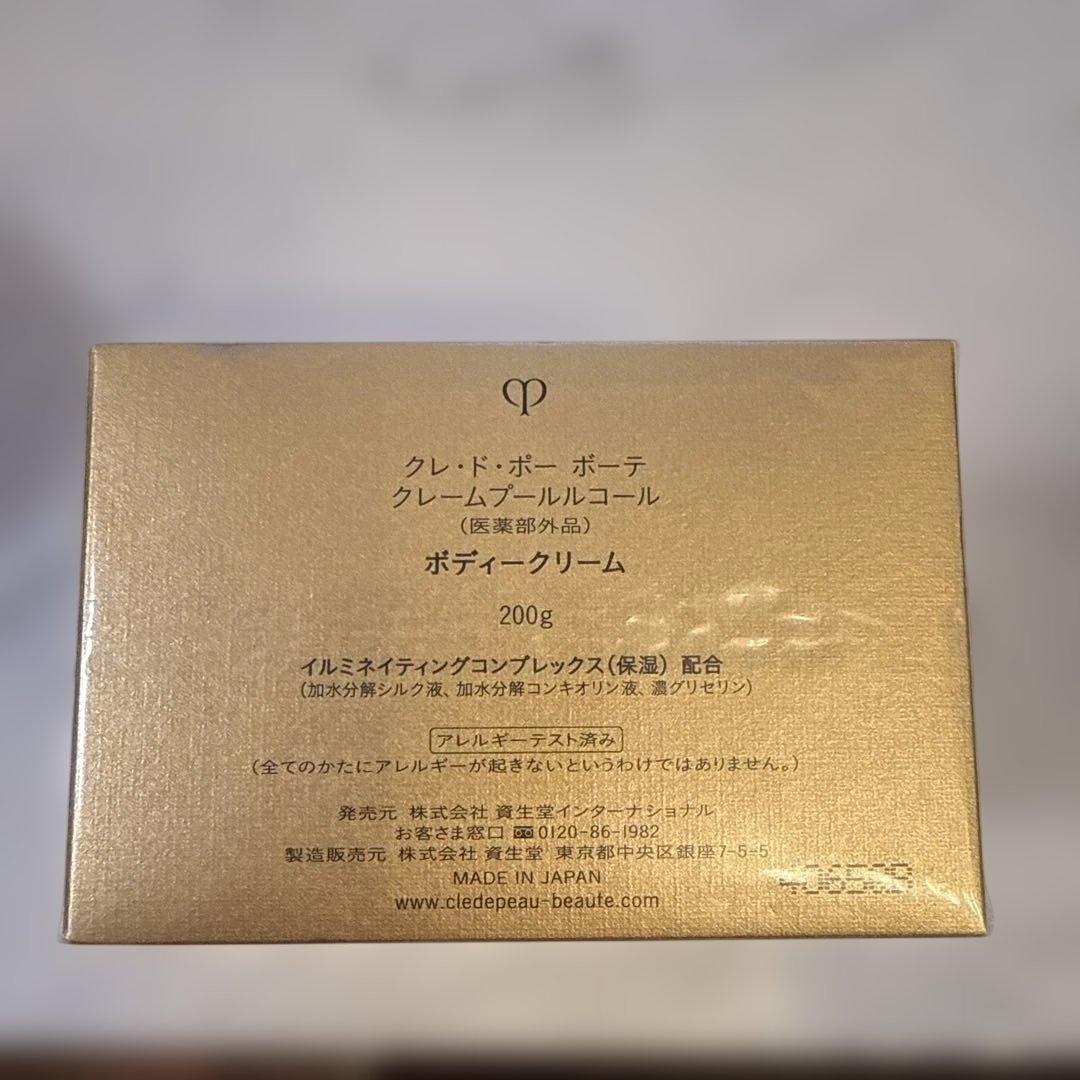 クレ・ド・ポー ボーテ
クレームプールルコール
(医薬部外品)
ボディークリーム
200g
イルミネイティングコンプレックス(保湿) 配合
(加水分解シルク液、加水分解コンキオリン液、濃グリセリン)
アレルギーテスト済み
(全てのかたにアレルギーが起きないというわけではありません。)
発売元 株式会社 資生堂インターナショナル
お客さま窓口 0120-86-1982
製造販売元 株式会社 資生堂 東京都中央区銀座7-5-5
MADE IN JAPAN
www.cledepeau-beaute.com